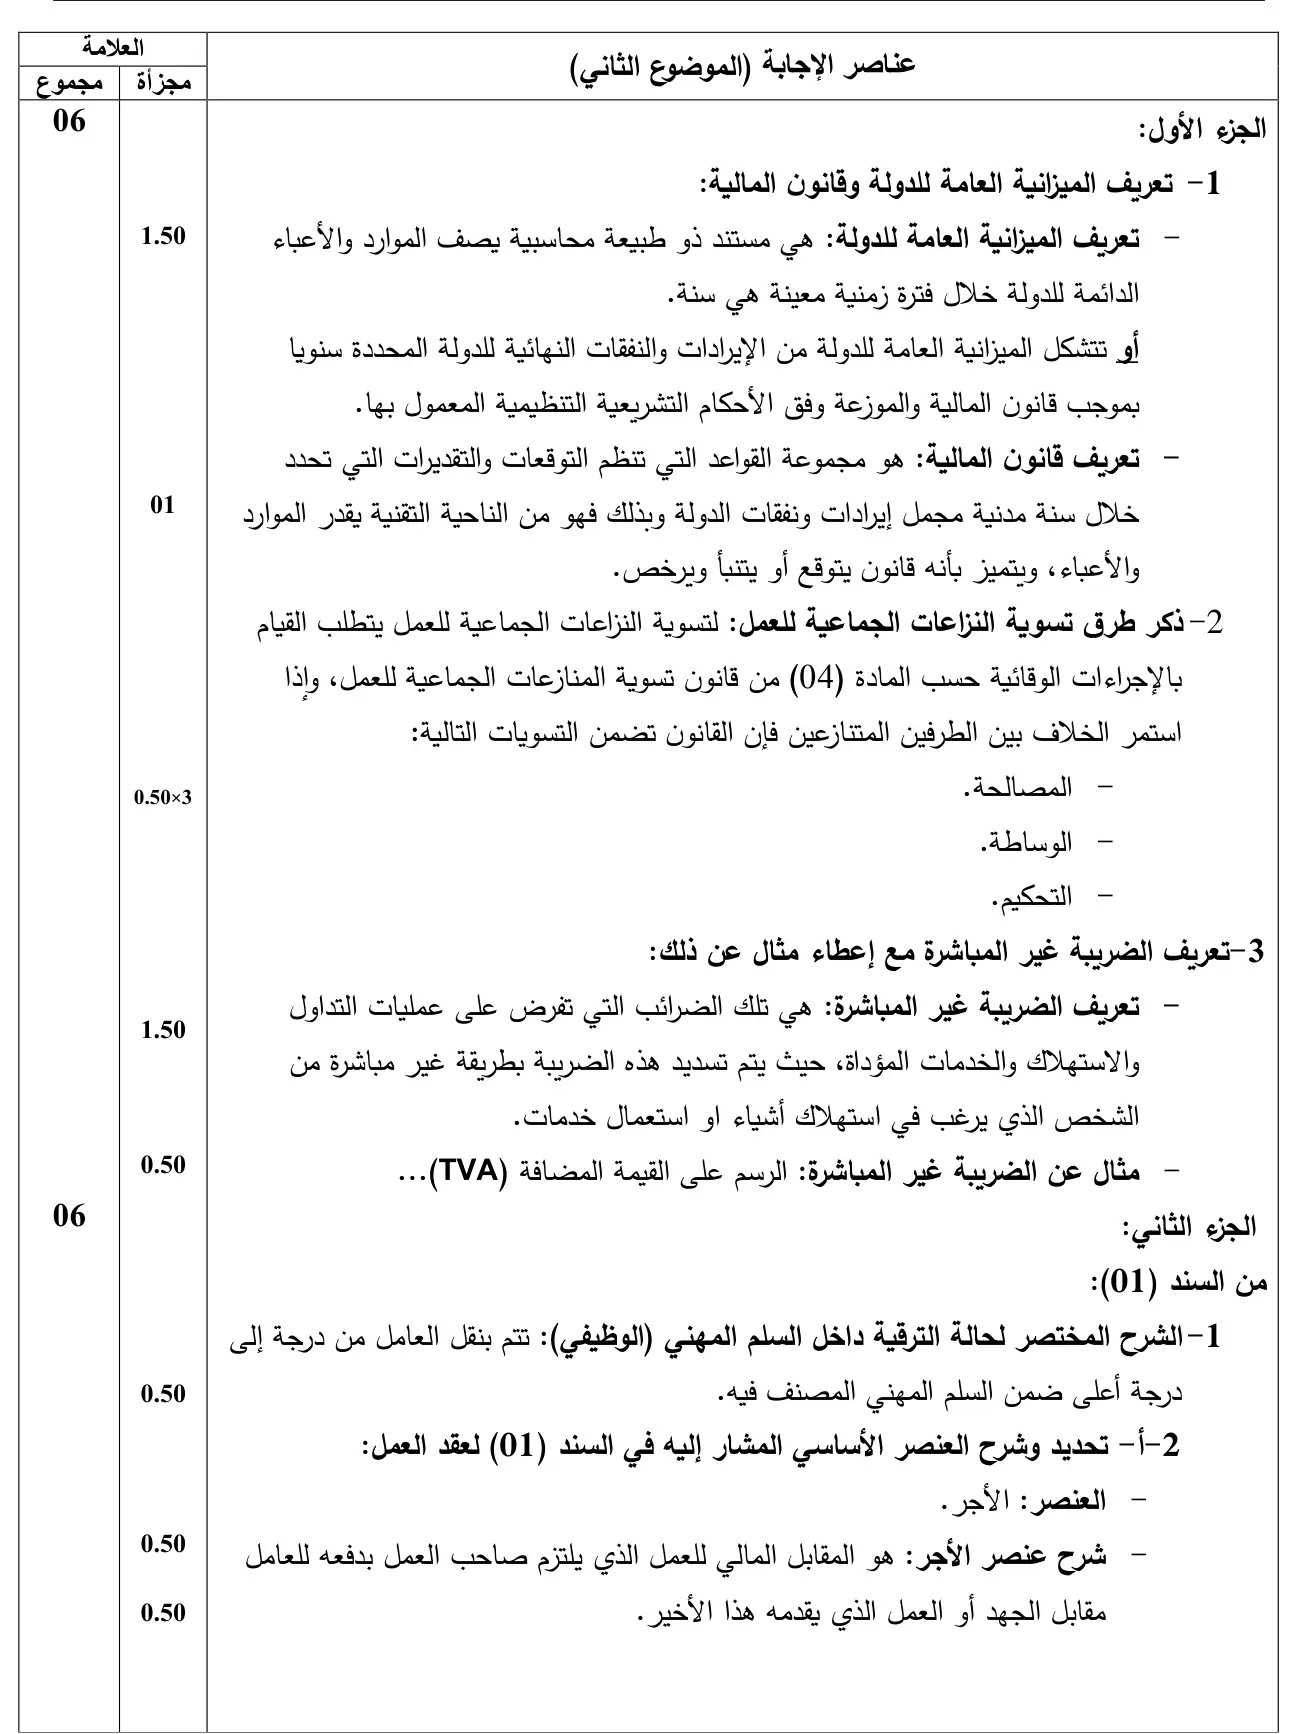 عناصر الإجابة (الموضوع الثاني)
العلامة
مجزأة
مجموع
الجزء الأول:
06
1- تعريف الميزانية العامة للدولة وقانون المالية:
- تعريف الميزانية العامة للدولة: هي مستند ذو طبيعة محاسبية يصف الموارد والأعباء
1.50
الدائمة للدولة خلال فترة زمنية معينة هي سنة.
أو تتشكل الميزانية العامة للدولة من الإيرادات والنفقات النهائية للدولة المحددة سنويا
بموجب قانون المالية والموزعة وفق الأحكام التشريعية التنظيمية المعمول بها.
- تعريف قانون المالية: هو مجموعة القواعد التي تنظم التوقعات والتقديرات التي تحدد
خلال سنة مدنية مجمل إيرادات ونفقات الدولة وبذلك فهو من الناحية التقنية يقدر الموارد
01
والأعباء، ويتميز بأنه قانون يتوقع أو يتنبأ ويرخص.
2- ذكر طرق تسوية النزاعات الجماعية للعمل: لتسوية النزاعات الجماعية للعمل يتطلب القيام
بالإجراءات الوقائية حسب المادة (04) من قانون تسوية المنازعات الجماعية للعمل، وإذا
استمر الخلاف بين الطرفين المتنازعين فإن القانون تضمن التسويات التالية:
- المصالحة.
0.50×3
- الوساطة.
- التحكيم.
3-تعريف الضريبة غير المباشرة مع إعطاء مثال عن ذلك:
- تعريف الضريبة غير المباشرة: هي تلك الضرائب التي تفرض على عمليات التداول
1.50
والاستهلاك والخدمات المؤداة، حيث يتم تسديد هذه الضريبة بطريقة غير مباشرة من
الشخص الذي يرغب في استهلاك أشياء او استعمال خدمات.
- مثال عن الضريبة غير المباشرة: الرسم على القيمة المضافة (TVA)...
0.50
الجزء الثاني:
06
من السند (01):
1- الشرح المختصر لحالة الترقية داخل السلم المهني (الوظيفي): تتم بنقل العامل من درجة إلى
درجة أعلى ضمن السلم المهني المصنف فيه.
0.50
2-أ- تحديد وشرح العنصر الأساسي المشار إليه في السند (01) لعقد العمل:
- العنصر: الأجر.
- شرح عنصر الأجر: هو المقابل المالي للعمل الذي يلتزم صاحب العمل بدفعه للعامل
0.50
مقابل الجهد أو العمل الذي يقدمه هذا الأخير.
0.50